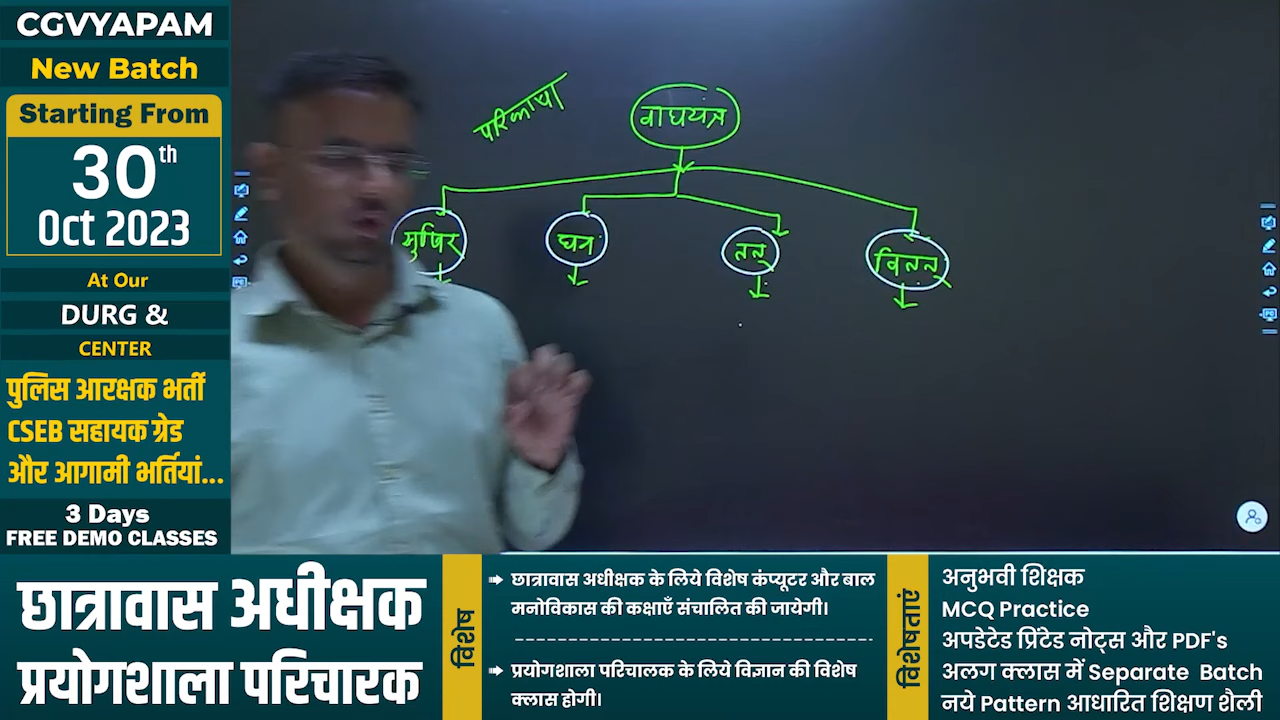 CGVYAPAM
New Batch
Starting From
30th
Oct 2023
At Our
DURG &
CENTER
पुलिस आरक्षक भर्ती
CSEB सहायक ग्रेड
और आगामी भर्तियां...
3 Days
FREE DEMO CLASSES
वाघयंत्र
घत्र
तत्
वितत्
छात्रावास अधीक्षक
प्रयोगशाला परिचारक
विशेष
छात्रावास अधीक्षक के लिये विशेष कंप्यूटर और बाल
मनोविकास की कक्षाएँ संचालित की जायेगी।
प्रयोगशाला परिचालक के लिये विज्ञान की विशेष
क्लास होगी।
विशेषताएं
अनुभवी शिक्षक
MCQ Practice
अपडेटेड प्रिंटेड नोट्स और PDF's
अलग क्लास में Separate Batch
नये Pattern आधारित शिक्षण शैली